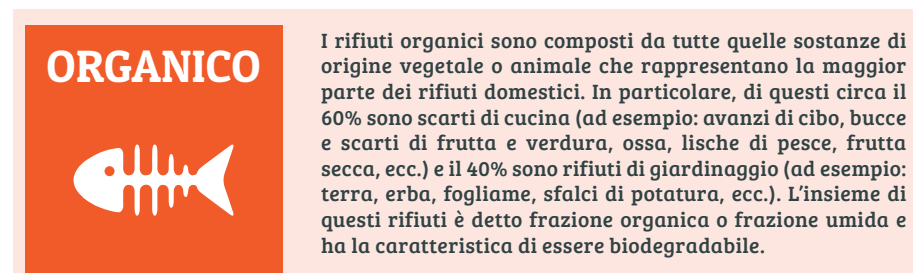 ORGANICO
I rifiuti organici sono composti da tutte quelle sostanze di
origine vegetale o animale che rappresentano la maggior
parte dei rifiuti domestici. In particolare, di questi circa il
60% sono scarti di cucina (ad esempio: avanzi di cibo, bucce
e scarti di frutta e verdura, ossa, lische di pesce, frutta
secca, ecc.) e il 40% sono rifiuti di giardinaggio (ad esempio:
terra, erba, fogliame, sfalci di potatura, ecc.). L'insieme di
questi rifiuti è detto frazione organica o frazione umida e
ha la caratteristica di essere biodegradabile.